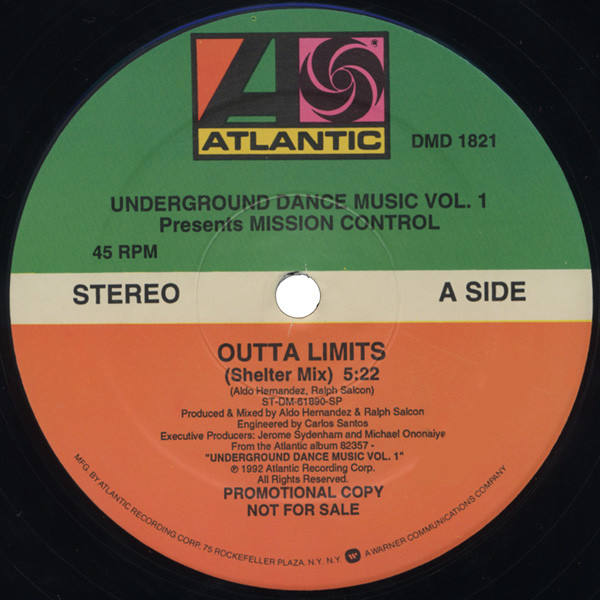 ATLANTIC
DMD 1821
UNDERGROUND DANCE MUSIC VOL. 1
Presents MISSION CONTROL
45 RPM
STEREO
A SIDE
OUTTA LIMITS
(Shelter Mix) 5:22
(Aldo Hernandez, Ralph Salcon)
ST-DM-61890-SP
Produced & Mixed by Aldo Hernandez & Ralph Salcon
Engineered by Carlos Santos
Executive Producers: Jerome Sydenham and Michael Ononaiye
From the Atlantic album 82357 -
"UNDERGROUND DANCE MUSIC VOL. 1"
℗ 1992 Atlantic Recording Corp.
All Rights Reserved.
PROMOTIONAL COPY
NOT FOR SALE
MFG. BY ATLANTIC RECORDING CORP. 75 ROCKEFELLER PLAZA, N.Y. N.Y. A WARNER COMMUNICATIONS COMPANY